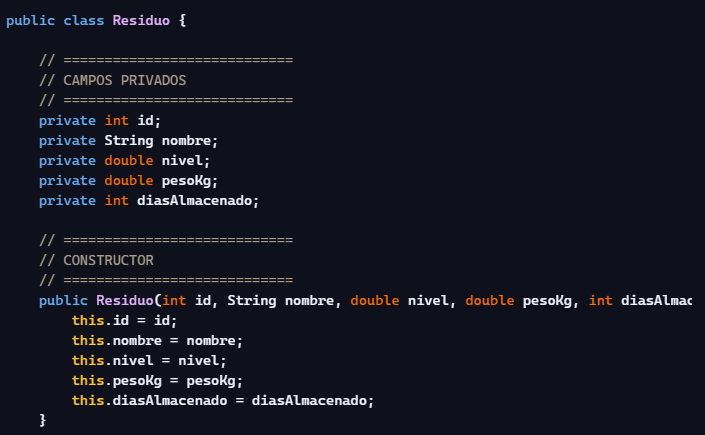 public class Residuo {
// ============================
// CAMPOS PRIVADOS
// ============================
private int id;
private String nombre;
private double nivel;
private double pesoKg;
private int diasAlmacenado;
// ============================
// CONSTRUCTOR
// ============================
public Residuo(int id, String nombre, double nivel, double pesoKg, int diasAlmac
this.id = id;
this.nombre = nombre;
this.nivel = nivel;
this.pesoKg = pesoKg;
this.diasAlmacenado = diasAlmacenado;
}